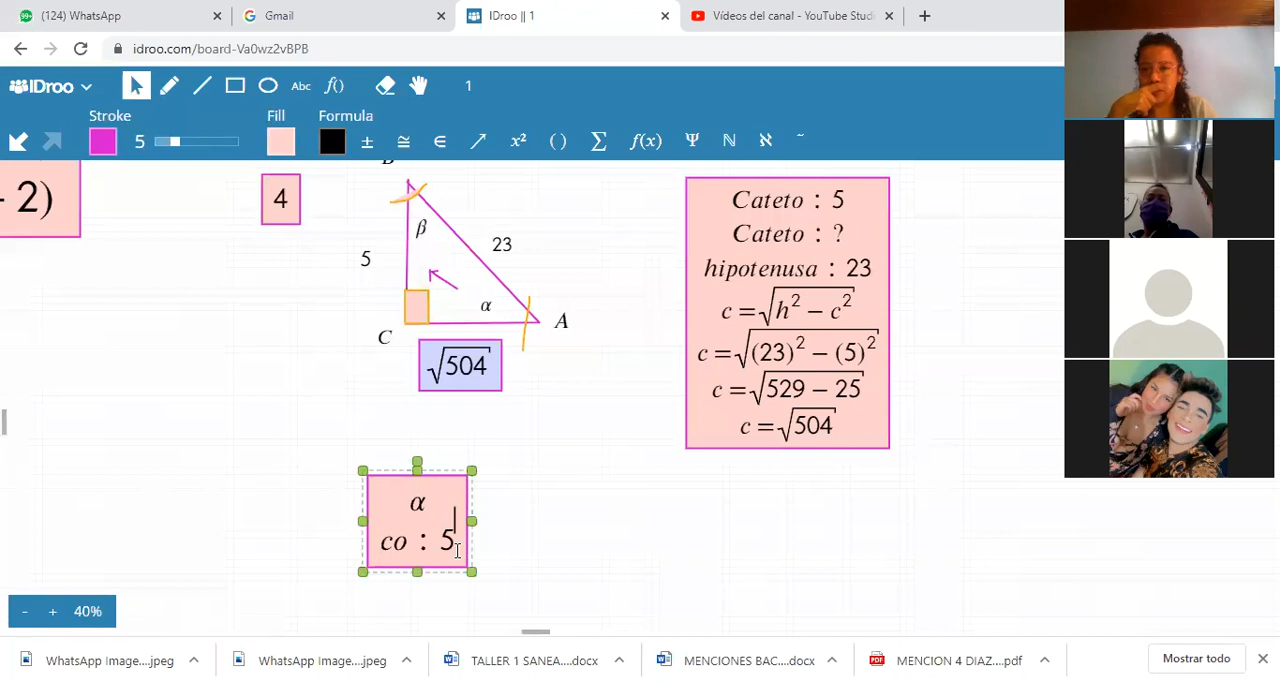 (124) WhatsApp
Gmail
IDroo || 1
Vídeos del canal - YouTube Studi
idroo.com/board-Va0wz2vBPB
IDroo
Abc
f()
1
Stroke
Fill
Formula
5
± ≅ ∈ x² ( ) ∑ f(x) Ψ ℕ ℵ ~
- 2)
4
β
5
23
α
C
A
√504
Cateto : 5
Cateto : ?
hipotenusa : 23
c = √h² − c²
c = √(23)² − (5)²
c = √529 − 25
c = √504
α
co : 5
- + 40%
WhatsApp Image....jpeg
WhatsApp Image....jpeg
TALLER 1 SANEA....docx
MENCIONES BAC....docx
MENCION 4 DIAZ....pdf
Mostrar todo